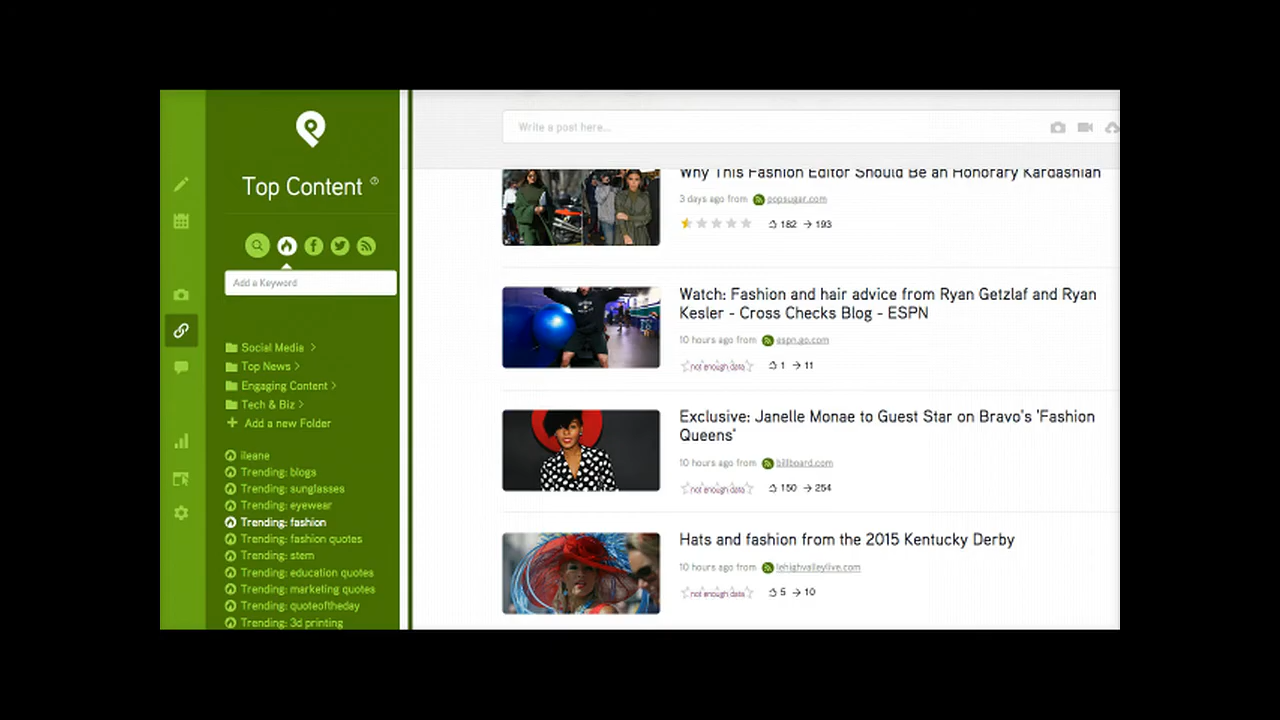 Top Content
Add a Keyword
Social Media >
Top News >
Engaging Content >
Tech & Biz >
+ Add a new Folder
ileane
Trending: blogs
Trending: sunglasses
Trending: eyewear
Trending: fashion
Trending: fashion quotes
Trending: stem
Trending: education quotes
Trending: marketing quotes
Trending: quoteoftheday
Trending: 3d printing
Write a post here...
Why This Fashion Editor Should Be an Honorary Kardashian
3 days ago from popsugar.com
182 193
Watch: Fashion and hair advice from Ryan Getzlaf and Ryan
Kesler - Cross Checks Blog - ESPN
10 hours ago from espn.go.com
not enough data 1 11
Exclusive: Janelle Monae to Guest Star on Bravo's 'Fashion
Queens'
10 hours ago from billboard.com
not enough data 150 254
Hats and fashion from the 2015 Kentucky Derby
10 hours ago from lehighvalleylive.com
not enough data 5 10